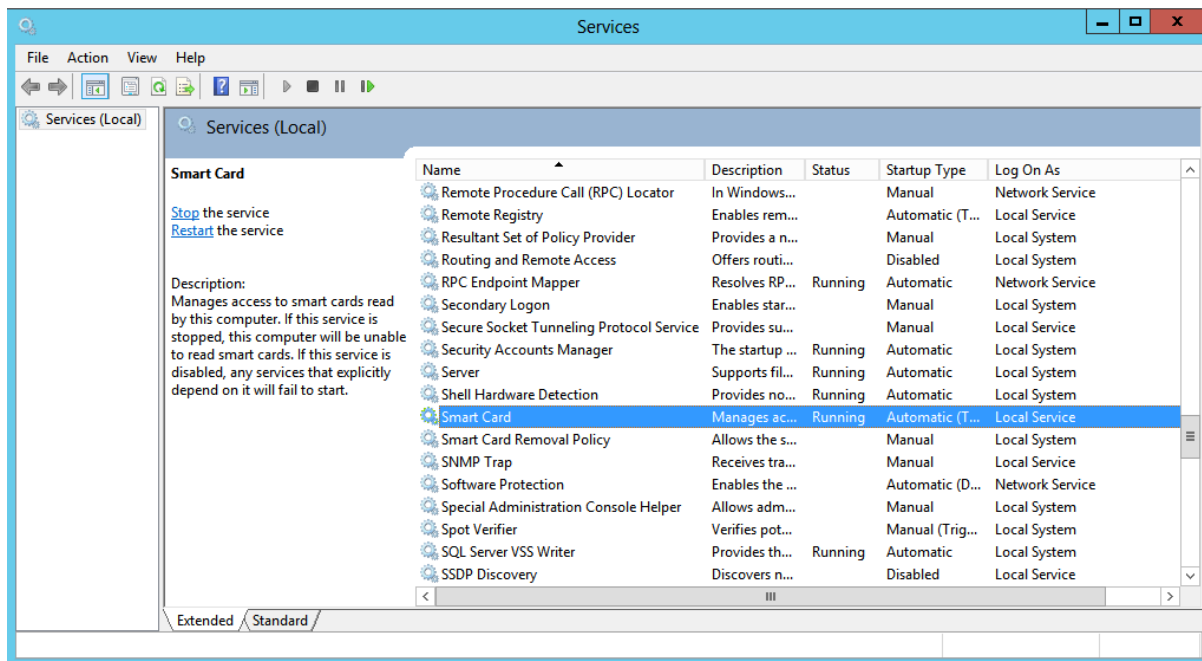 Services
File Action View Help
Services (Local)
Services (Local)
Smart Card
Stop the service
Restart the service
Description:
Manages access to smart cards read
by this computer. If this service is
stopped, this computer will be unable
to read smart cards. If this service is
disabled, any services that explicitly
depend on it will fail to start.
Name Description Status Startup Type Log On As
Remote Procedure Call (RPC) Locator In Windows... Manual Network Service
Remote Registry Enables rem... Automatic (T... Local Service
Resultant Set of Policy Provider Provides a n... Manual Local System
Routing and Remote Access Offers routi... Disabled Local System
RPC Endpoint Mapper Resolves RP... Running Automatic Network Service
Secondary Logon Enables star... Manual Local System
Secure Socket Tunneling Protocol Service Provides su... Manual Local Service
Security Accounts Manager The startup ... Running Automatic Local System
Server Supports fil... Running Automatic Local System
Shell Hardware Detection Provides no... Running Automatic Local System
Smart Card Manages ac... Running Automatic (T... Local Service
Smart Card Removal Policy Allows the s... Manual Local System
SNMP Trap Receives tra... Manual Local Service
Software Protection Enables the ... Automatic (D... Network Service
Special Administration Console Helper Allows adm... Manual Local System
Spot Verifier Verifies pot... Manual (Trig... Local System
SQL Server VSS Writer Provides th... Running Automatic Local System
SSDP Discovery Discovers n... Disabled Local Service
Extended Standard